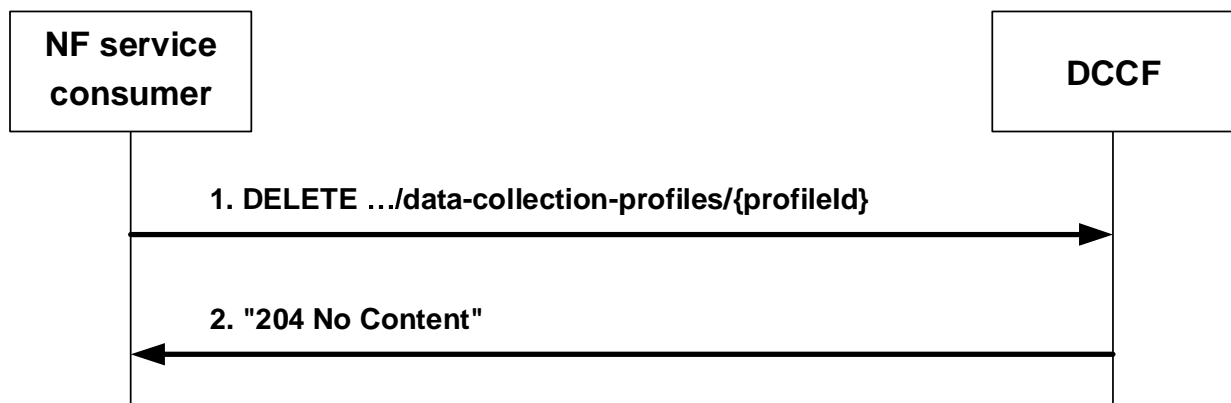 NF service
consumer
DCCF
1. DELETE …/data-collection-profiles/{profileId}
2. "204 No Content"